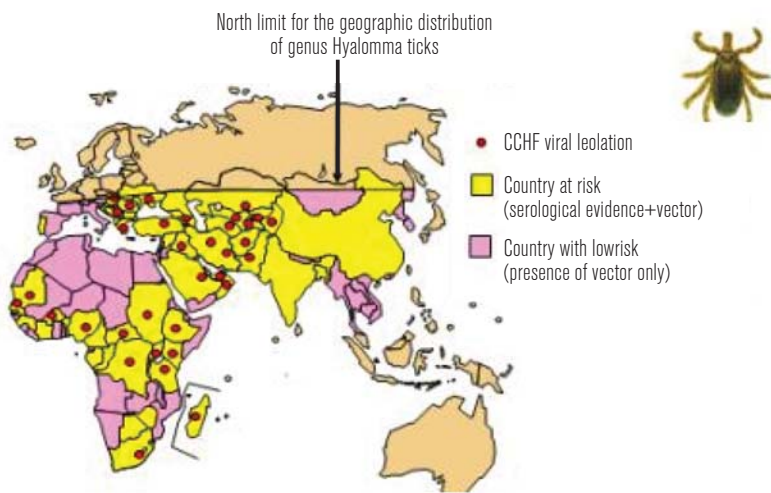 North limit for the geographic distribution
of genus Hyalomma ticks
CCHF viral leolation
Country at risk
(serological evidence+vector)
Country with lowrisk
(presence of vector only)